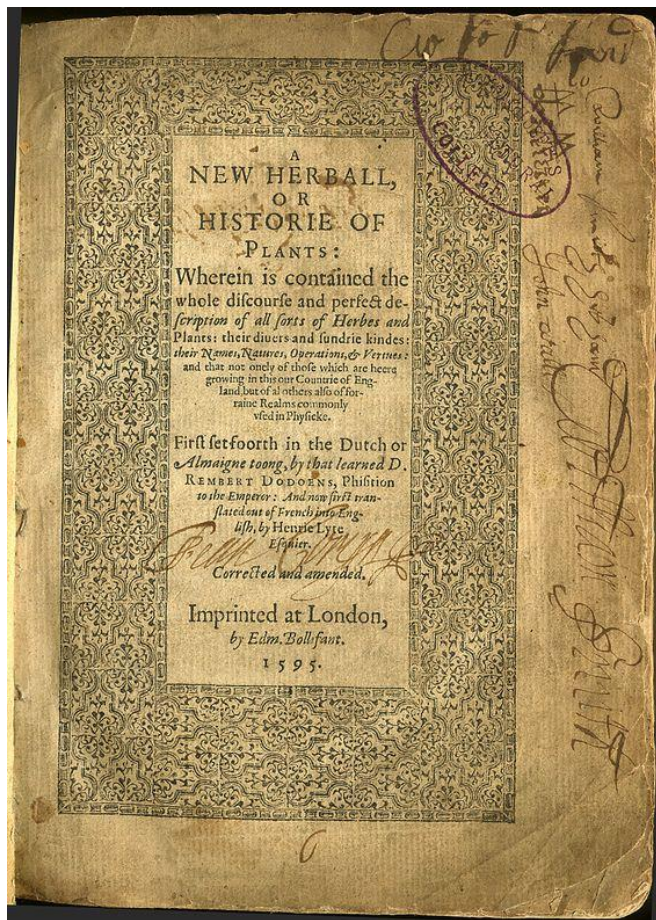 A
NEW HERBALL,
OR
HISTORIE OF
PLANTS:
Wherein is contained the
whole discourse and perfect de-
scription of all sorts of Herbes and
Plants: their diuers and sundrie kindes:
their Names, Natures, Operations, & Vertues:
and that not onely of those which are heere
growing in this our Countrie of Eng-
land, but of al others also of for-
raine Realms commonly
vsed in Physicke.
First set foorth in the Dutch or
Almaigne toong, by that learned D.
REMBERT DODOENS, Phisition
to the Emperor: And now first tran-
slated out of French into Eng-
lish, by Henrie Lyte
Esquier.
Corrected and amended.
Imprinted at London,
by Edm. Bollifant.
1595.
COLLEGE
William Smith
6